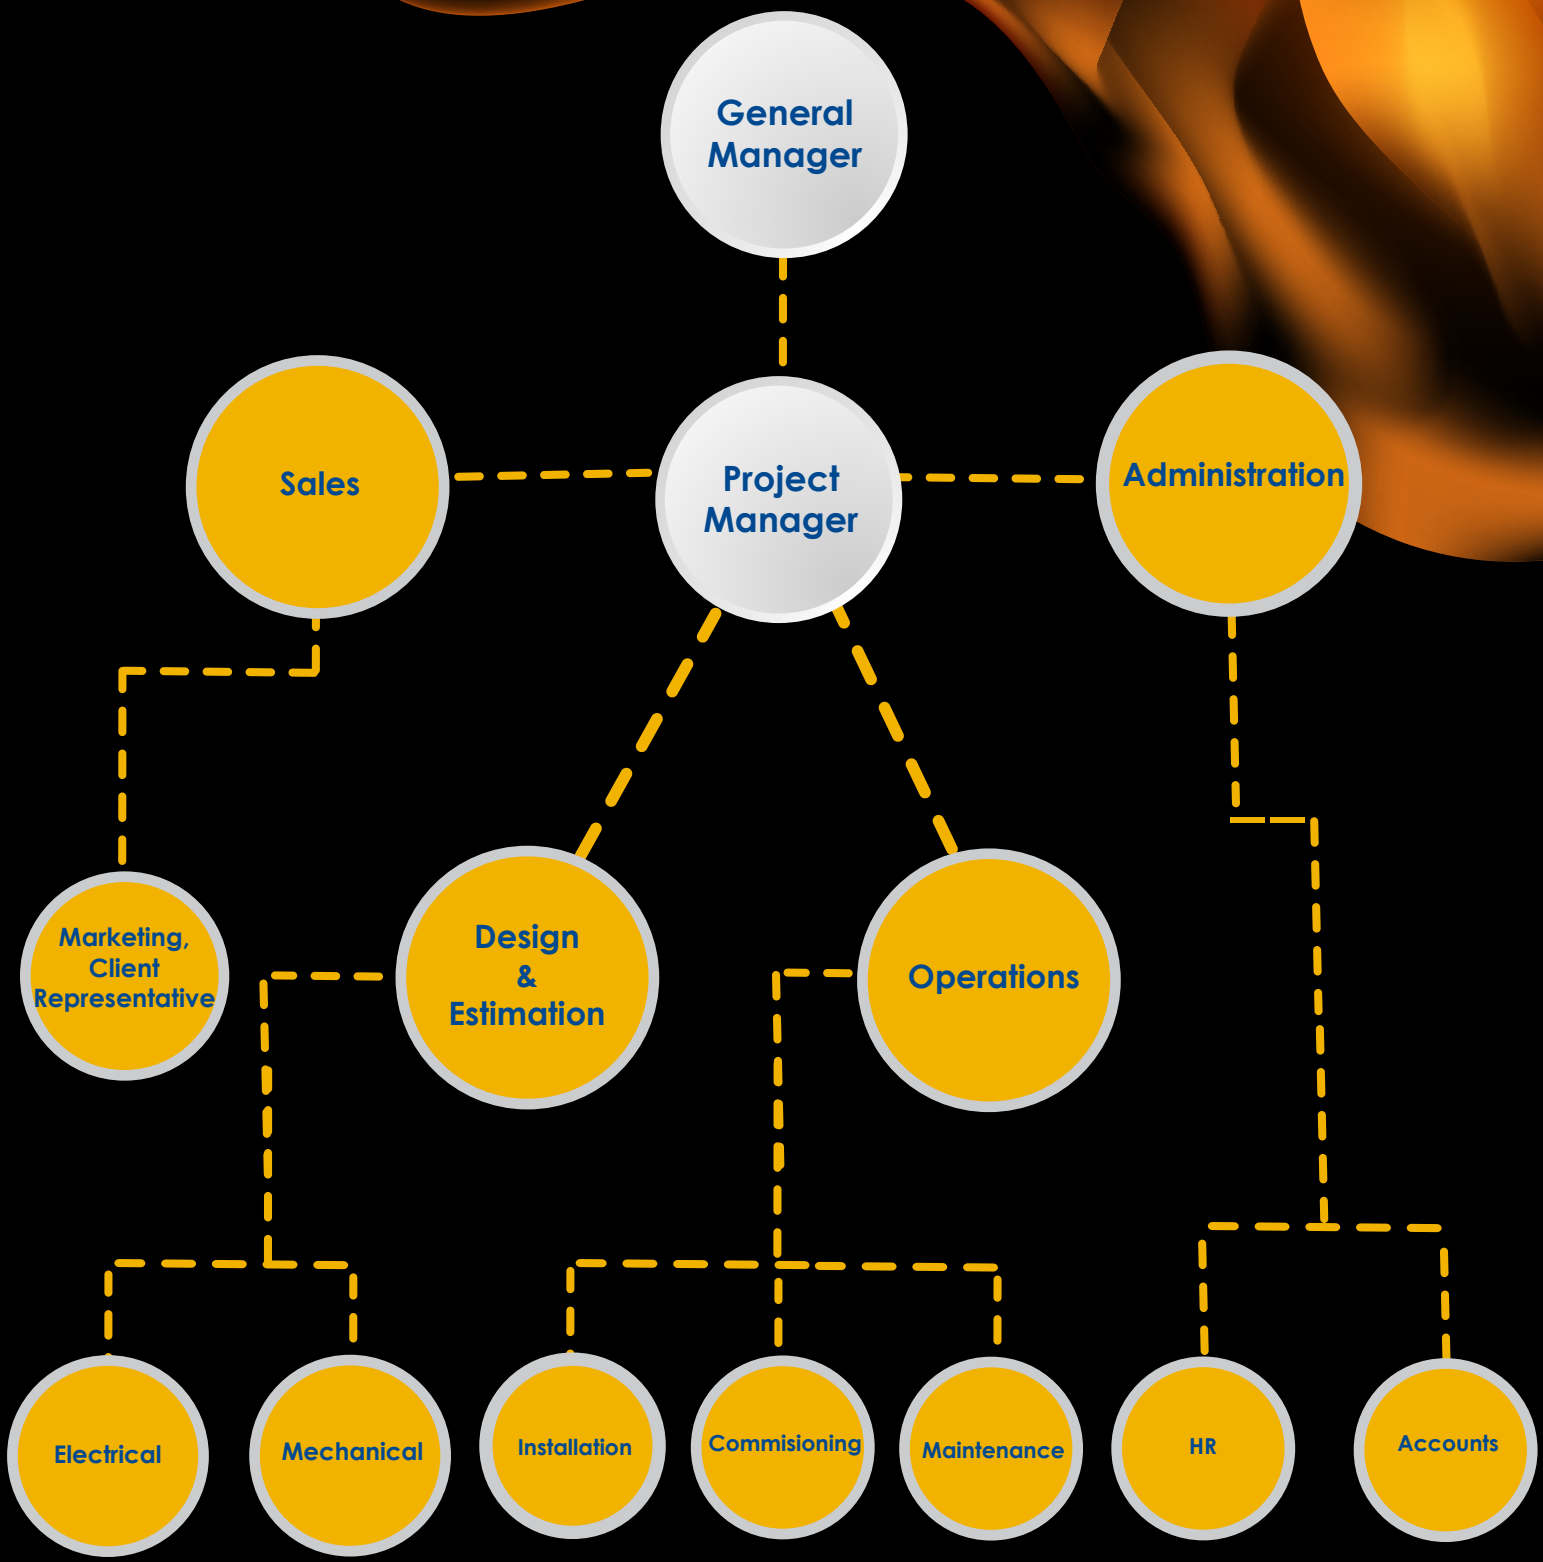 General
Manager
Sales
Project
Manager
Administration
Marketing,
Client
Representative
Design
&
Estimation
Operations
Electrical
Mechanical
Installation
Commisioning
Maintenance
HR
Accounts